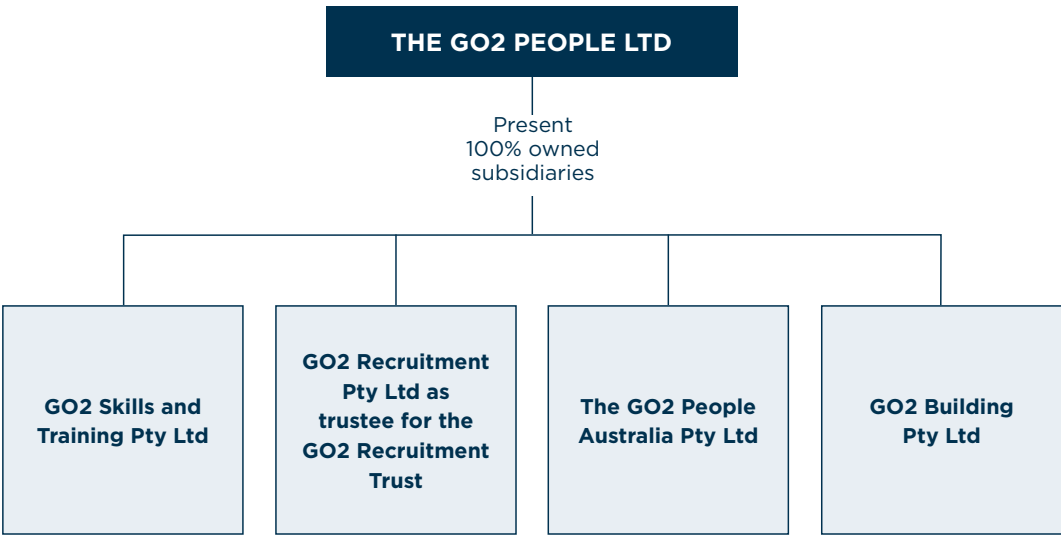 THE GO2 PEOPLE LTD
Present
100% owned
subsidiaries
GO2 Skills and
Training Pty Ltd
GO2 Recruitment
Pty Ltd as
trustee for the
GO2 Recruitment
Trust
The GO2 People
Australia Pty Ltd
GO2 Building
Pty Ltd